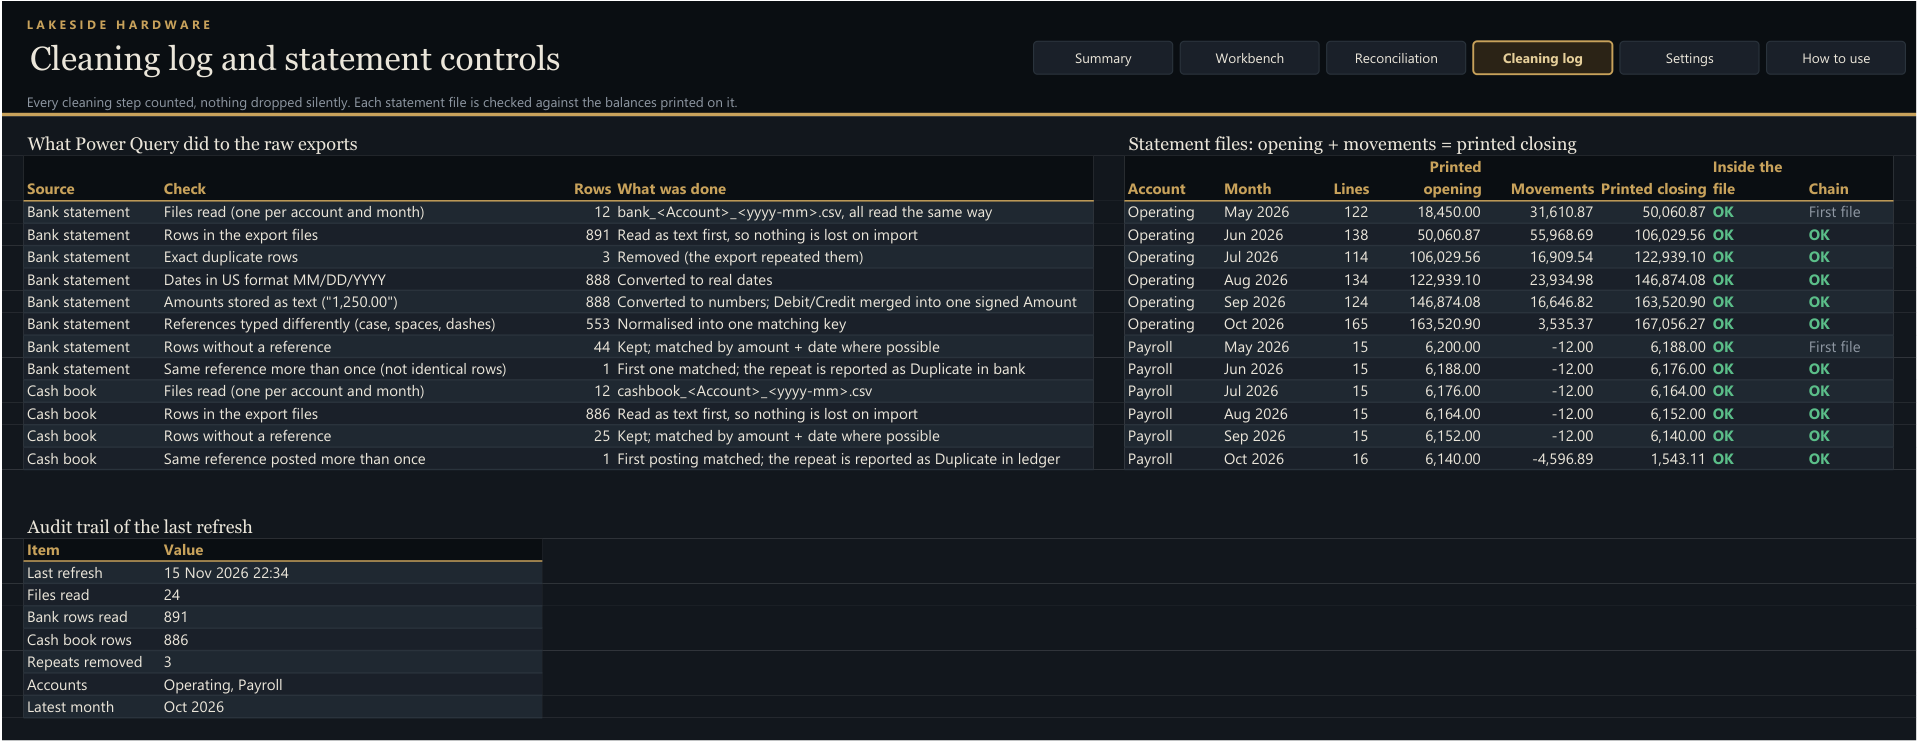 LAKESIDE HARDWARE
Cleaning log and statement controls
Summary
Workbench
Reconciliation
Cleaning log
Settings
How to use
Every cleaning step counted, nothing dropped silently. Each statement file is checked against the balances printed on it.
What Power Query did to the raw exports
Source Check Rows What was done
Bank statement Files read (one per account and month) 12 bank_<Account>_<yyyy-mm>.csv, all read the same way
Bank statement Rows in the export files 891 Read as text first, so nothing is lost on import
Bank statement Exact duplicate rows 3 Removed (the export repeated them)
Bank statement Dates in US format MM/DD/YYYY 888 Converted to real dates
Bank statement Amounts stored as text ("1,250.00") 888 Converted to numbers; Debit/Credit merged into one signed Amount
Bank statement References typed differently (case, spaces, dashes) 553 Normalised into one matching key
Bank statement Rows without a reference 44 Kept; matched by amount + date where possible
Bank statement Same reference more than once (not identical rows) 1 First one matched; the repeat is reported as Duplicate in bank
Cash book Files read (one per account and month) 12 cashbook_<Account>_<yyyy-mm>.csv
Cash book Rows in the export files 886 Read as text first, so nothing is lost on import
Cash book Rows without a reference 25 Kept; matched by amount + date where possible
Cash book Same reference posted more than once 1 First posting matched; the repeat is reported as Duplicate in ledger
Statement files: opening + movements = printed closing
Printed Inside the
Account Month Lines opening Movements Printed closing file Chain
Operating May 2026 122 18,450.00 31,610.87 50,060.87 OK First file
Operating Jun 2026 138 50,060.87 55,968.69 106,029.56 OK OK
Operating Jul 2026 114 106,029.56 16,909.54 122,939.10 OK OK
Operating Aug 2026 134 122,939.10 23,934.98 146,874.08 OK OK
Operating Sep 2026 124 146,874.08 16,646.82 163,520.90 OK OK
Operating Oct 2026 165 163,520.90 3,535.37 167,056.27 OK OK
Payroll May 2026 15 6,200.00 -12.00 6,188.00 OK First file
Payroll Jun 2026 15 6,188.00 -12.00 6,176.00 OK OK
Payroll Jul 2026 15 6,176.00 -12.00 6,164.00 OK OK
Payroll Aug 2026 15 6,164.00 -12.00 6,152.00 OK OK
Payroll Sep 2026 15 6,152.00 -12.00 6,140.00 OK OK
Payroll Oct 2026 16 6,140.00 -4,596.89 1,543.11 OK OK
Audit trail of the last refresh
Item Value
Last refresh 15 Nov 2026 22:34
Files read 24
Bank rows read 891
Cash book rows 886
Repeats removed 3
Accounts Operating, Payroll
Latest month Oct 2026